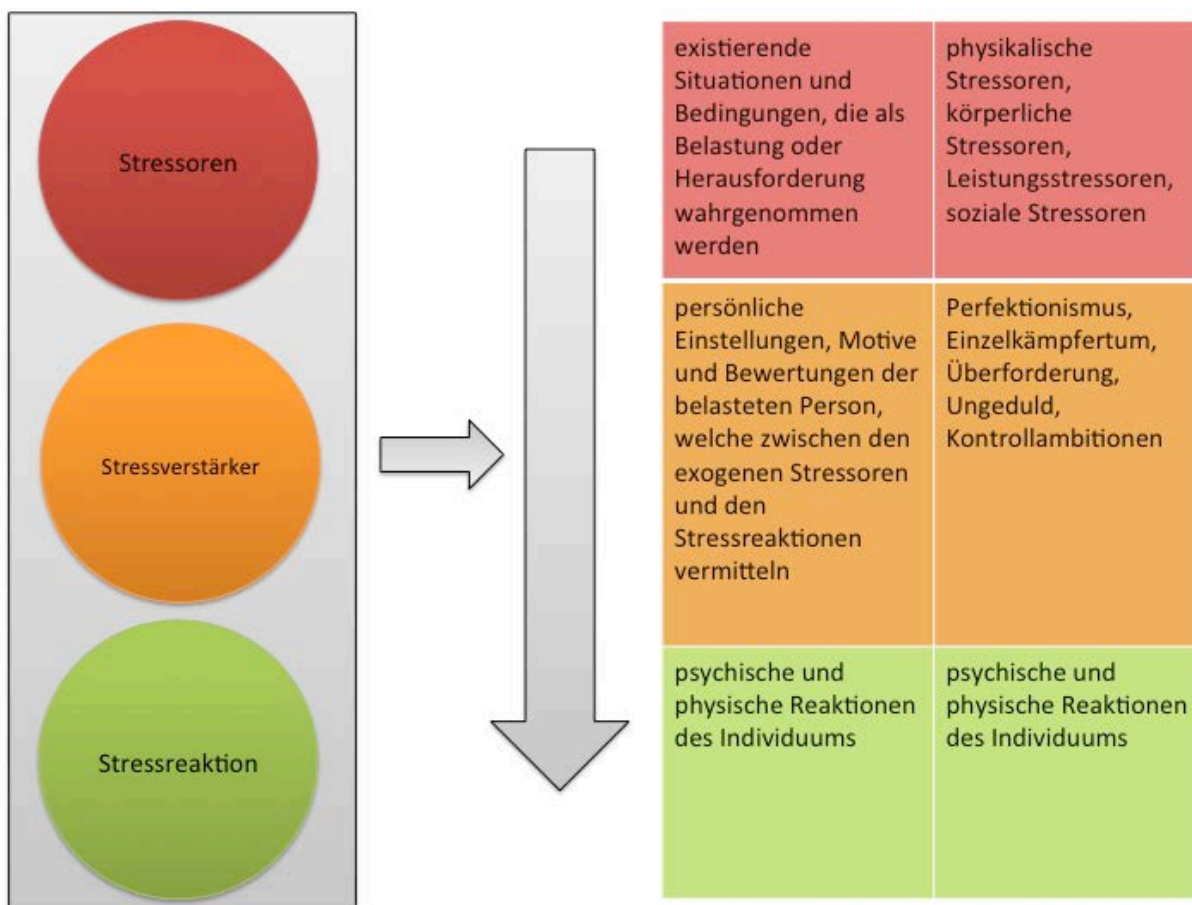 Stressoren
Stressverstärker
Stressreaktion
existierende
Situationen und
Bedingungen, die als
Belastung oder
Herausforderung
wahrgenommen
werden
physikalische
Stressoren,
körperliche
Stressoren,
Leistungsstressoren,
soziale Stressoren
persönliche
Einstellungen, Motive
und Bewertungen der
belasteten Person,
welche zwischen den
exogenen Stressoren
und den
Stressreaktionen
vermitteln
Perfektionismus,
Einzelkämpfertum,
Überforderung,
Ungeduld,
Kontrollambitionen
psychische und
physische Reaktionen
des Individuums
psychische und
physische Reaktionen
des Individuums